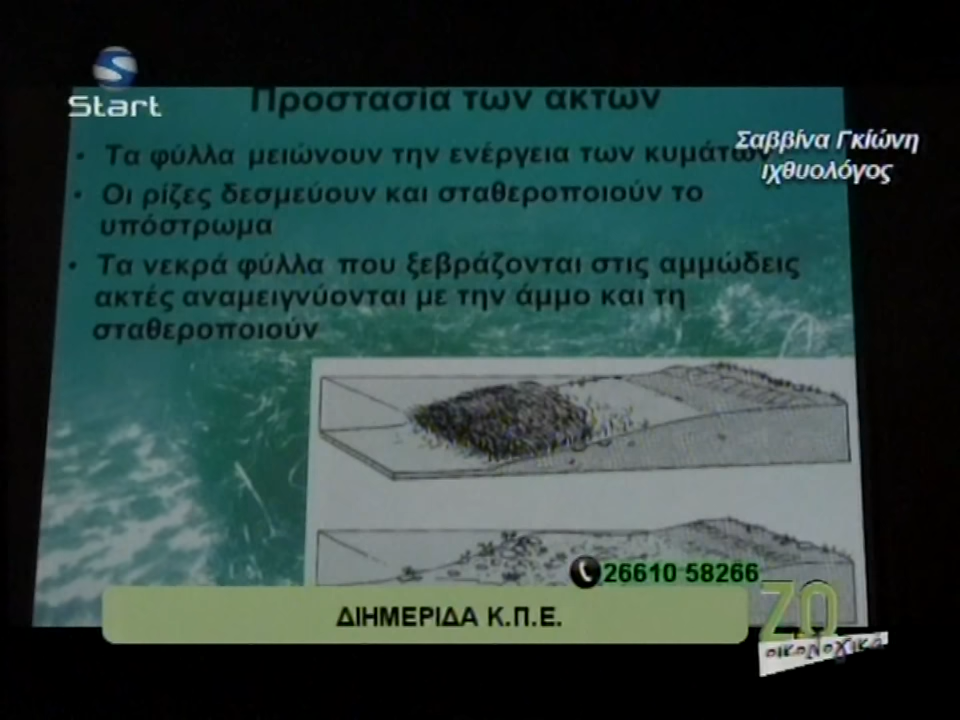 Start
Προστασία των ακτών
Σαββίνα Γκίώνη
ιχθυολόγος
• Τα φύλλα μειώνουν την ενέργεια των κυμάτων
• Οι ρίζες δεσμεύουν και σταθεροποιούν το
υπόστρωμα
• Τα νεκρά φύλλα που ξεβράζονται στις αμμώδεις
ακτές αναμειγνύονται με την άμμο και τη
σταθεροποιούν
26610 58266
ΔΙΗΜΕΡΙΔΑ Κ.Π.Ε.
ΖΩ
οικολογικά